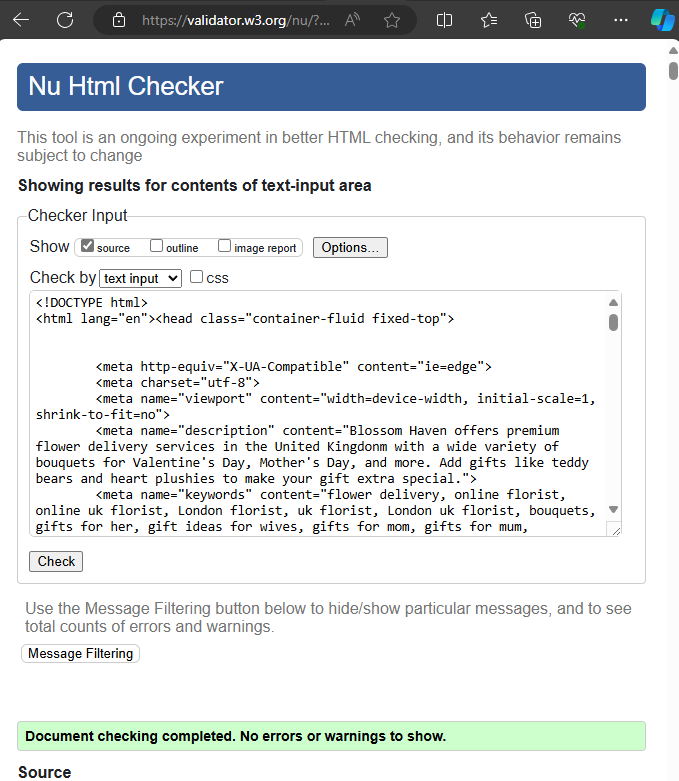 https://validator.w3.org/nu/?...
Nu Html Checker
This tool is an ongoing experiment in better HTML checking, and its behavior remains
subject to change
Showing results for contents of text-input area
Checker Input
Show source outline image report Options...
Check by text input css
<!DOCTYPE html>
<html lang="en"><head class="container-fluid fixed-top">
<meta http-equiv="X-UA-Compatible" content="ie=edge">
<meta charset="utf-8">
<meta name="viewport" content="width=device-width, initial-scale=1,
shrink-to-fit=no">
<meta name="description" content="Blossom Haven offers premium
flower delivery services in the United Kingdonm with a wide variety of
bouquets for Valentine's Day, Mother's Day, and more. Add gifts like teddy
bears and heart plushies to make your gift extra special.">
<meta name="keywords" content="flower delivery, online florist,
online uk florist, London florist, uk florist, London uk florist, bouquets,
gifts for her, gift ideas for wives, gifts for mom, gifts for mum,
Check
Use the Message Filtering button below to hide/show particular messages, and to see
total counts of errors and warnings.
Message Filtering
Document checking completed. No errors or warnings to show.
Source